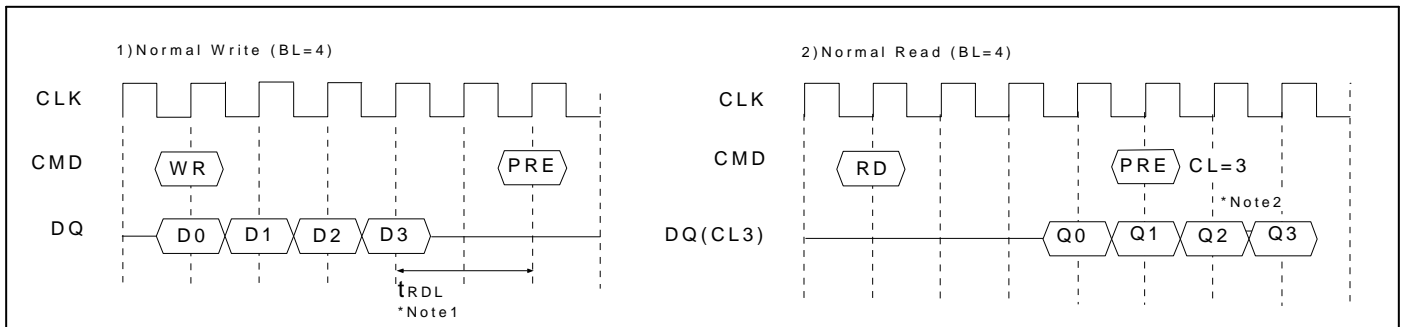 1)Normal Write (BL=4)
CLK
CMD WR PRE
DQ D0 D1 D2 D3
tRDL
*Note1
2)Normal Read (BL=4)
CLK
CMD RD PRE CL=3
*Note2
DQ(CL3) Q0 Q1 Q2 Q3